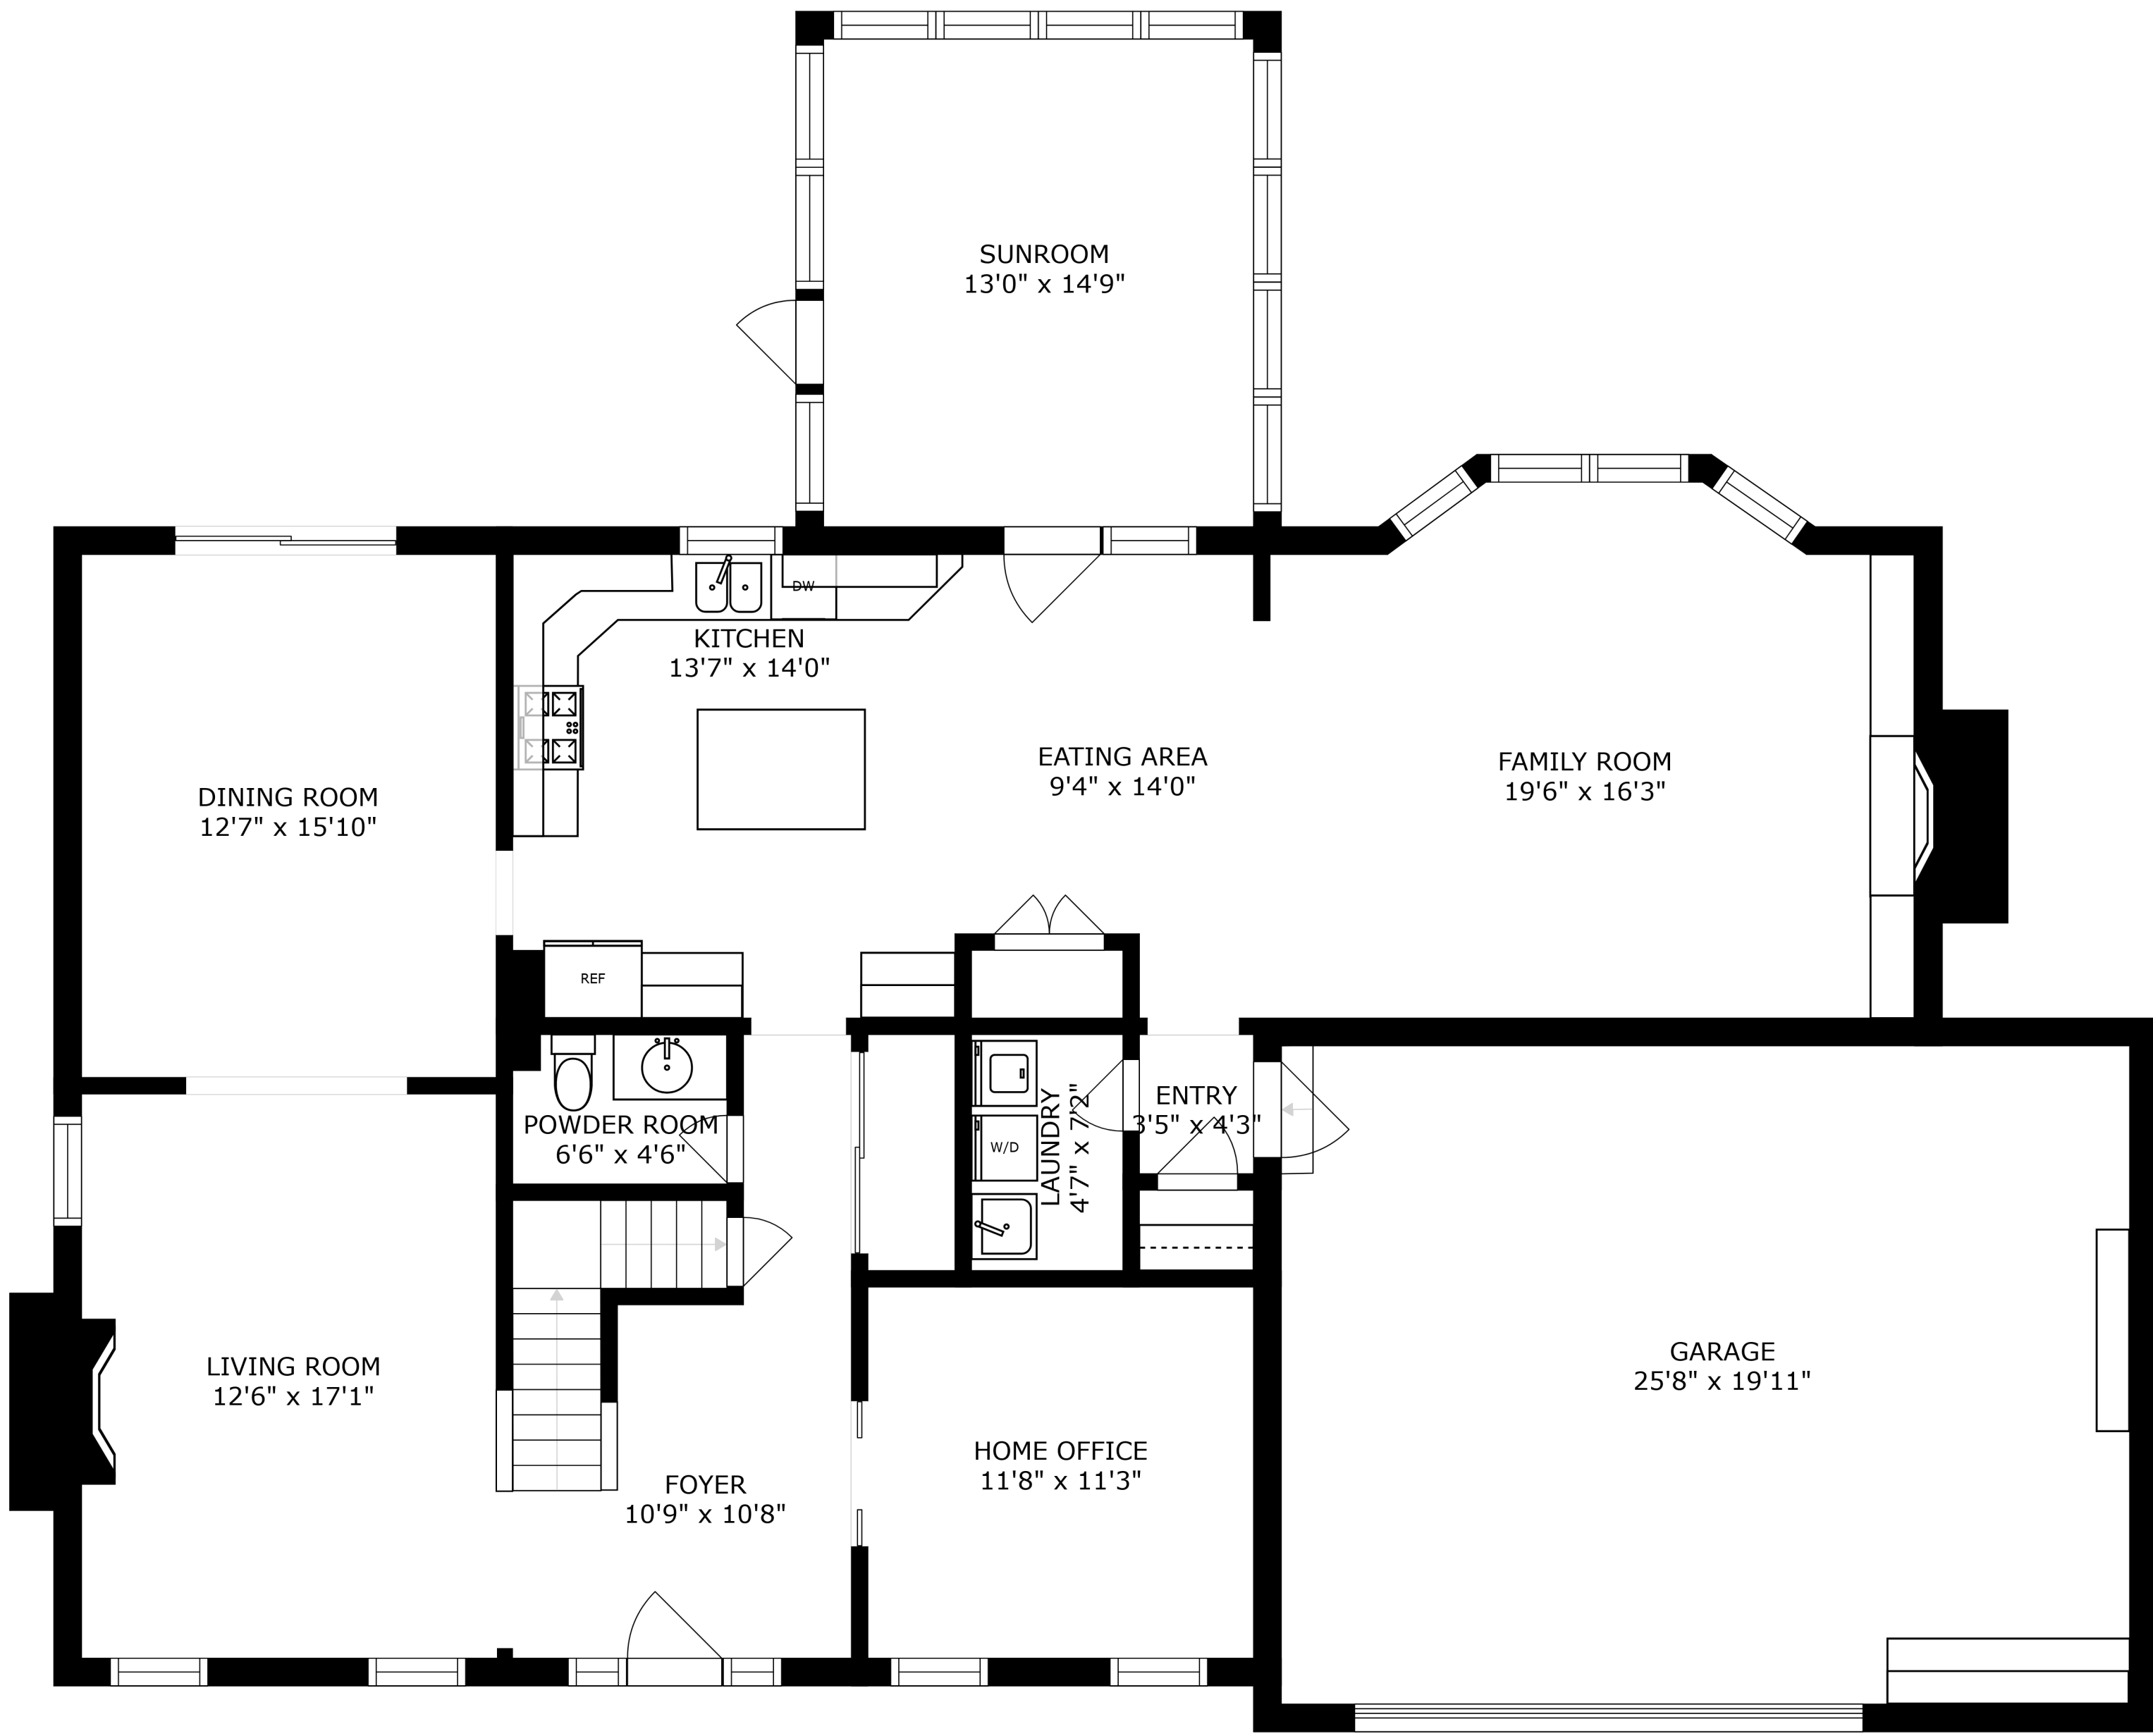 SUNROOM
13'0" x 14'9"
DW
KITCHEN
13'7" x 14'0"
EATING AREA
9'4" x 14'0"
FAMILY ROOM
19'6" x 16'3"
DINING ROOM
12'7" x 15'10"
REF
POWDER ROOM
6'6" x 4'6"
W/D
LAUNDRY
4'7" x 7'2"
ENTRY
3'5" x 4'3"
LIVING ROOM
12'6" x 17'1"
GARAGE
25'8" x 19'11"
HOME OFFICE
11'8" x 11'3"
FOYER
10'9" x 10'8"